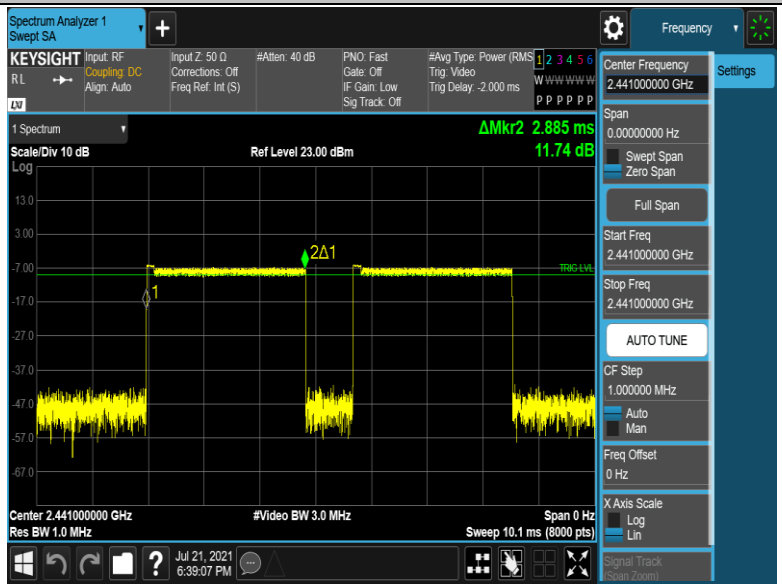 Spectrum Analyzer 1
Swept SA
+
Frequency
KEYSIGHT
RL
LXI
Input: RF
Coupling: DC
Align: Auto
Input Z: 50 Ω
Corrections: Off
Freq Ref: Int (S)
#Atten: 40 dB
PNO: Fast
Gate: Off
IF Gain: Low
Sig Track: Off
#Avg Type: Power (RMS
Trig: Video
Trig Delay: -2.000 ms
1 2 3 4 5 6
W W W W W W
P P P P P P
1 Spectrum
ΔMkr2 2.885 ms
Scale/Div 10 dB
Ref Level 23.00 dBm
11.74 dB
Log
13.0
3.00
-7.00
-17.0
-27.0
-37.0
-47.0
-57.0
-67.0
2Δ1
TRIG LVL
1
Center 2.441000000 GHz
#Video BW 3.0 MHz
Span 0 Hz
Res BW 1.0 MHz
Sweep 10.1 ms (8000 pts)
?
Jul 21, 2021
6:39:07 PM
Center Frequency
2.441000000 GHz
Settings
Span
0.00000000 Hz
Swept Span
Zero Span
Full Span
Start Freq
2.441000000 GHz
Stop Freq
2.441000000 GHz
AUTO TUNE
CF Step
1.000000 MHz
Auto
Man
Freq Offset
0 Hz
X Axis Scale
Log
Lin
Signal Track
(Span Zoom)